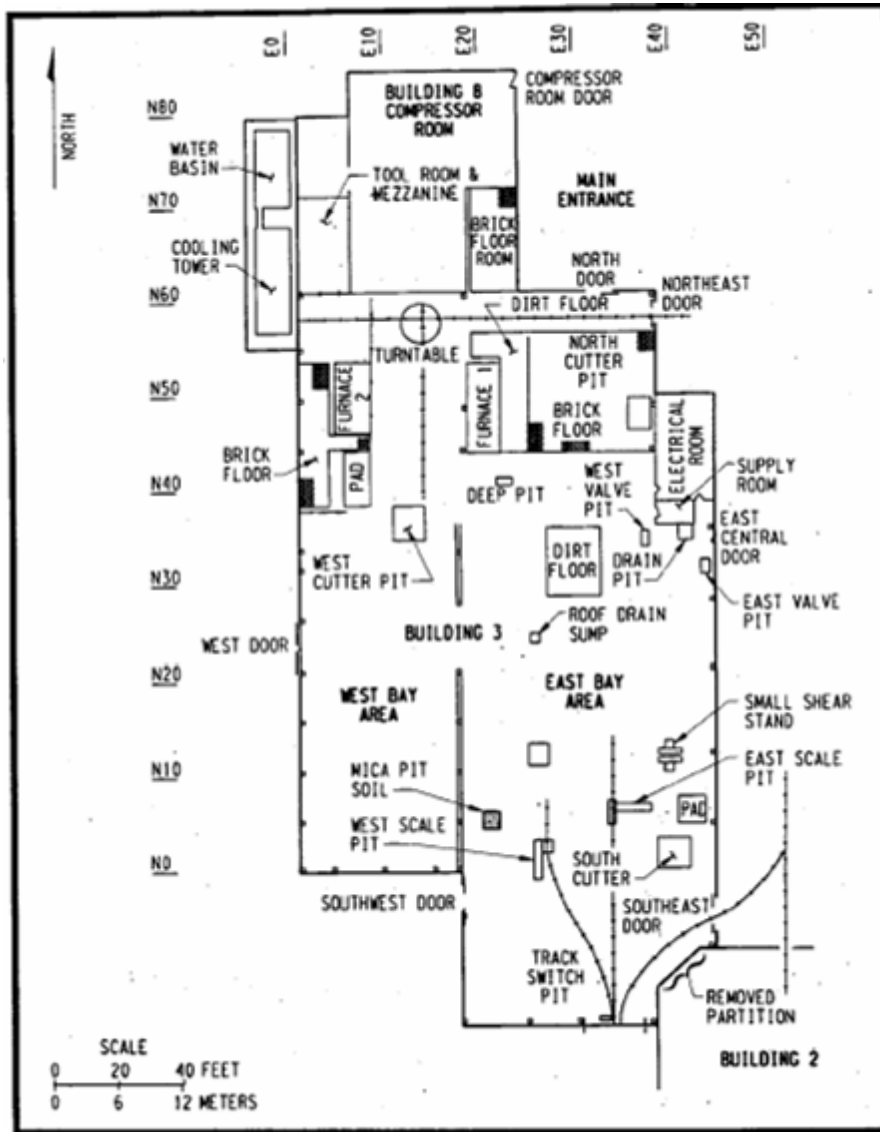 E0
E10
E20
E30
E40
E50
NORTH
N80
N70
N60
N50
N40
N30
N20
N10
N0
BUILDING 8
COMPRESSOR
ROOM
COMPRESSOR
ROOM DOOR
WATER
BASIN
TOOL ROOM &
MEZZANINE
MAIN
ENTRANCE
BRICK
FLOOR
ROOM
COOLING
TOWER
NORTH
DOOR
NORTHEAST
DOOR
DIRT FLOOR
TURNTABLE
NORTH
CUTTER
PIT
FURNACE
2
FURNACE 1
BRICK
FLOOR
ELECTRICAL
ROOM
BRICK
FLOOR
PAD
DEEP PIT
WEST
VALVE
PIT
SUPPLY
ROOM
WEST
CUTTER PIT
DIRT
FLOOR
DRAIN
PIT
EAST
CENTRAL
DOOR
EAST VALVE
PIT
ROOF DRAIN
SUMP
WEST DOOR
BUILDING 3
WEST BAY
AREA
EAST BAY
AREA
SMALL SHEAR
STAND
MICA PIT
SOIL
EAST SCALE
PIT
WEST SCALE
PIT
PAD
SOUTH
CUTTER
SOUTHWEST DOOR
SOUTHEAST
DOOR
TRACK
SWITCH
PIT
REMOVED
PARTITION
BUILDING 2
SCALE
0 20 40 FEET
0 6 12 METERS